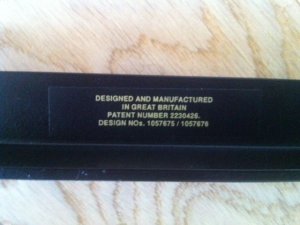 DESIGNED AND MANUFACTURED
IN GREAT BRITAIN
PATENT NUMBER 2230426.
DESIGN NOs. 1057675 / 1057676